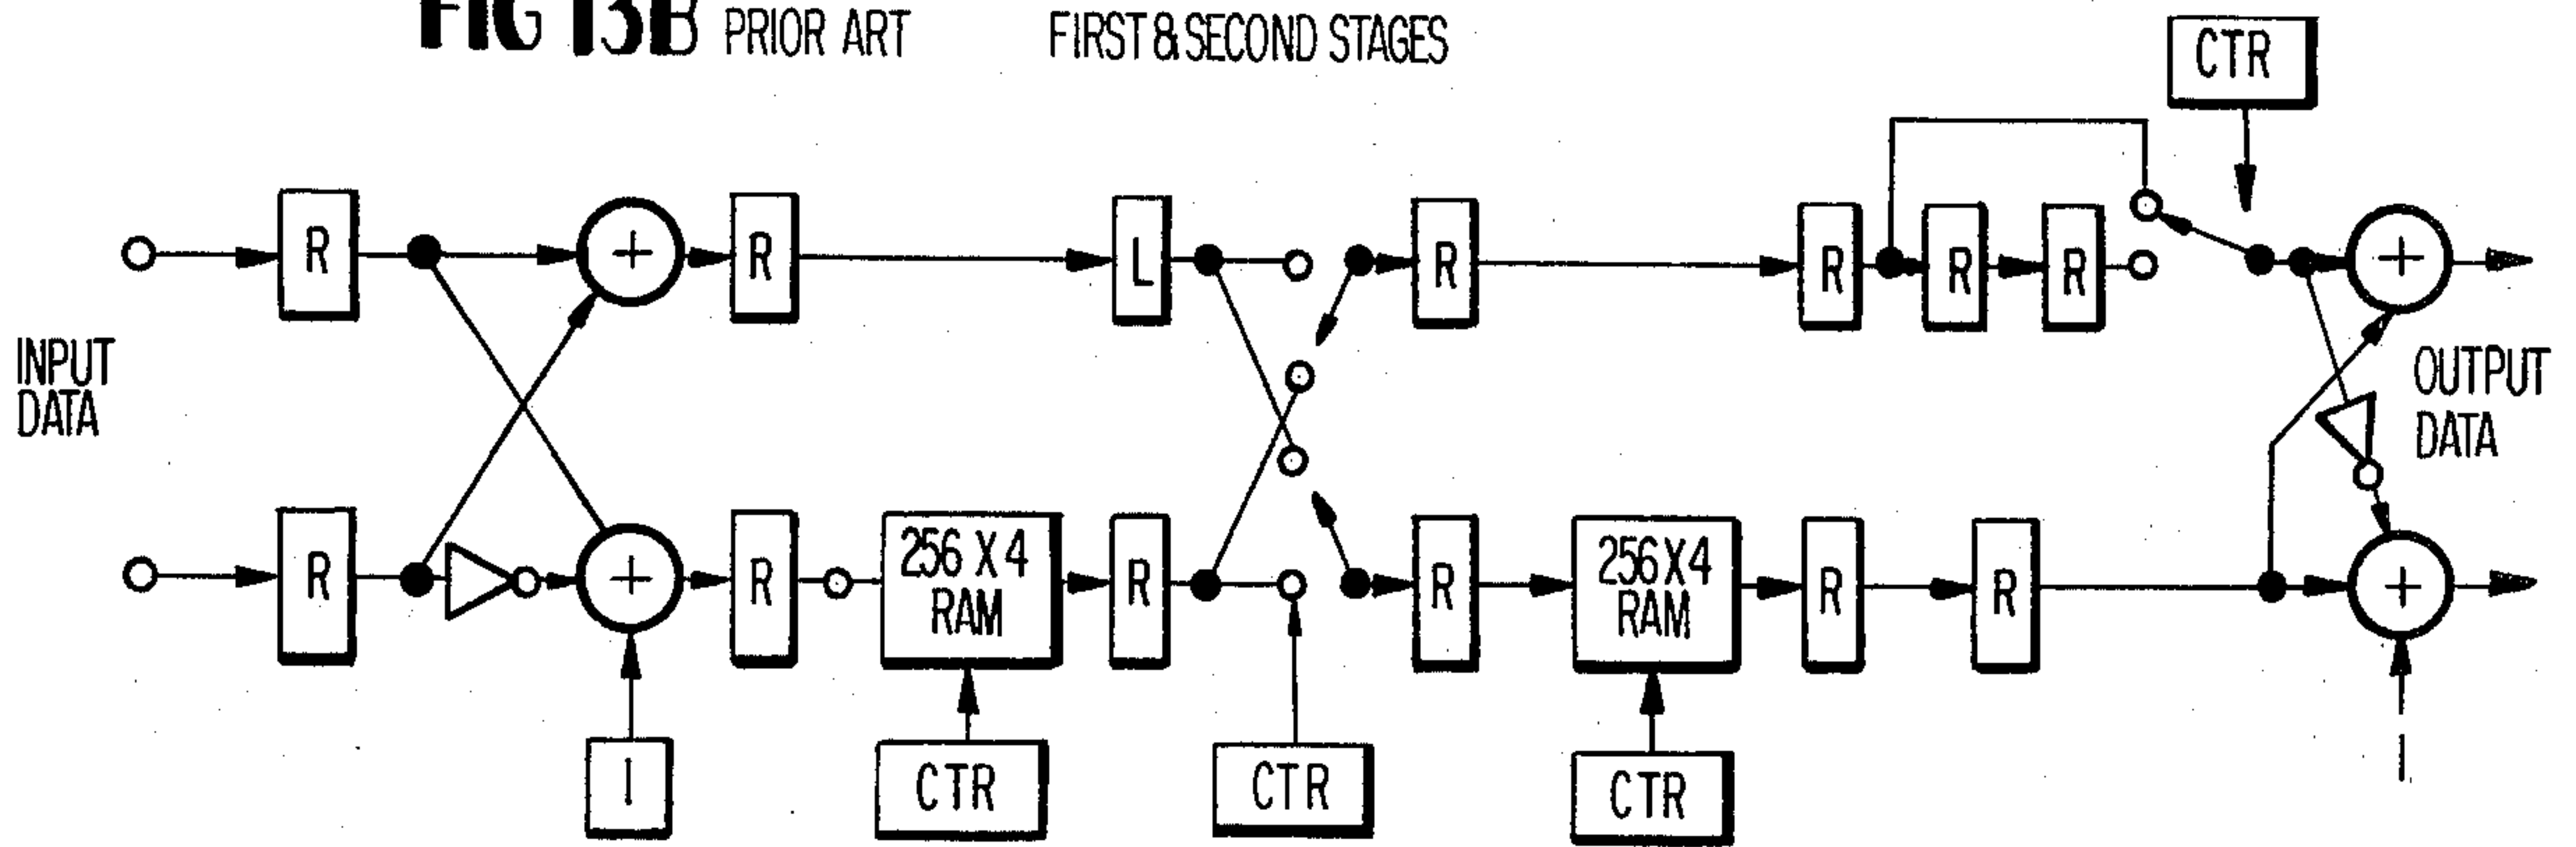 FIG 13B PRIOR ART FIRST & SECOND STAGES
CTR
R R L R R R R
INPUT
DATA
OUTPUT
DATA
R R 256 X 4
RAM R R 256 X 4
RAM R R
1 CTR CTR CTR 1